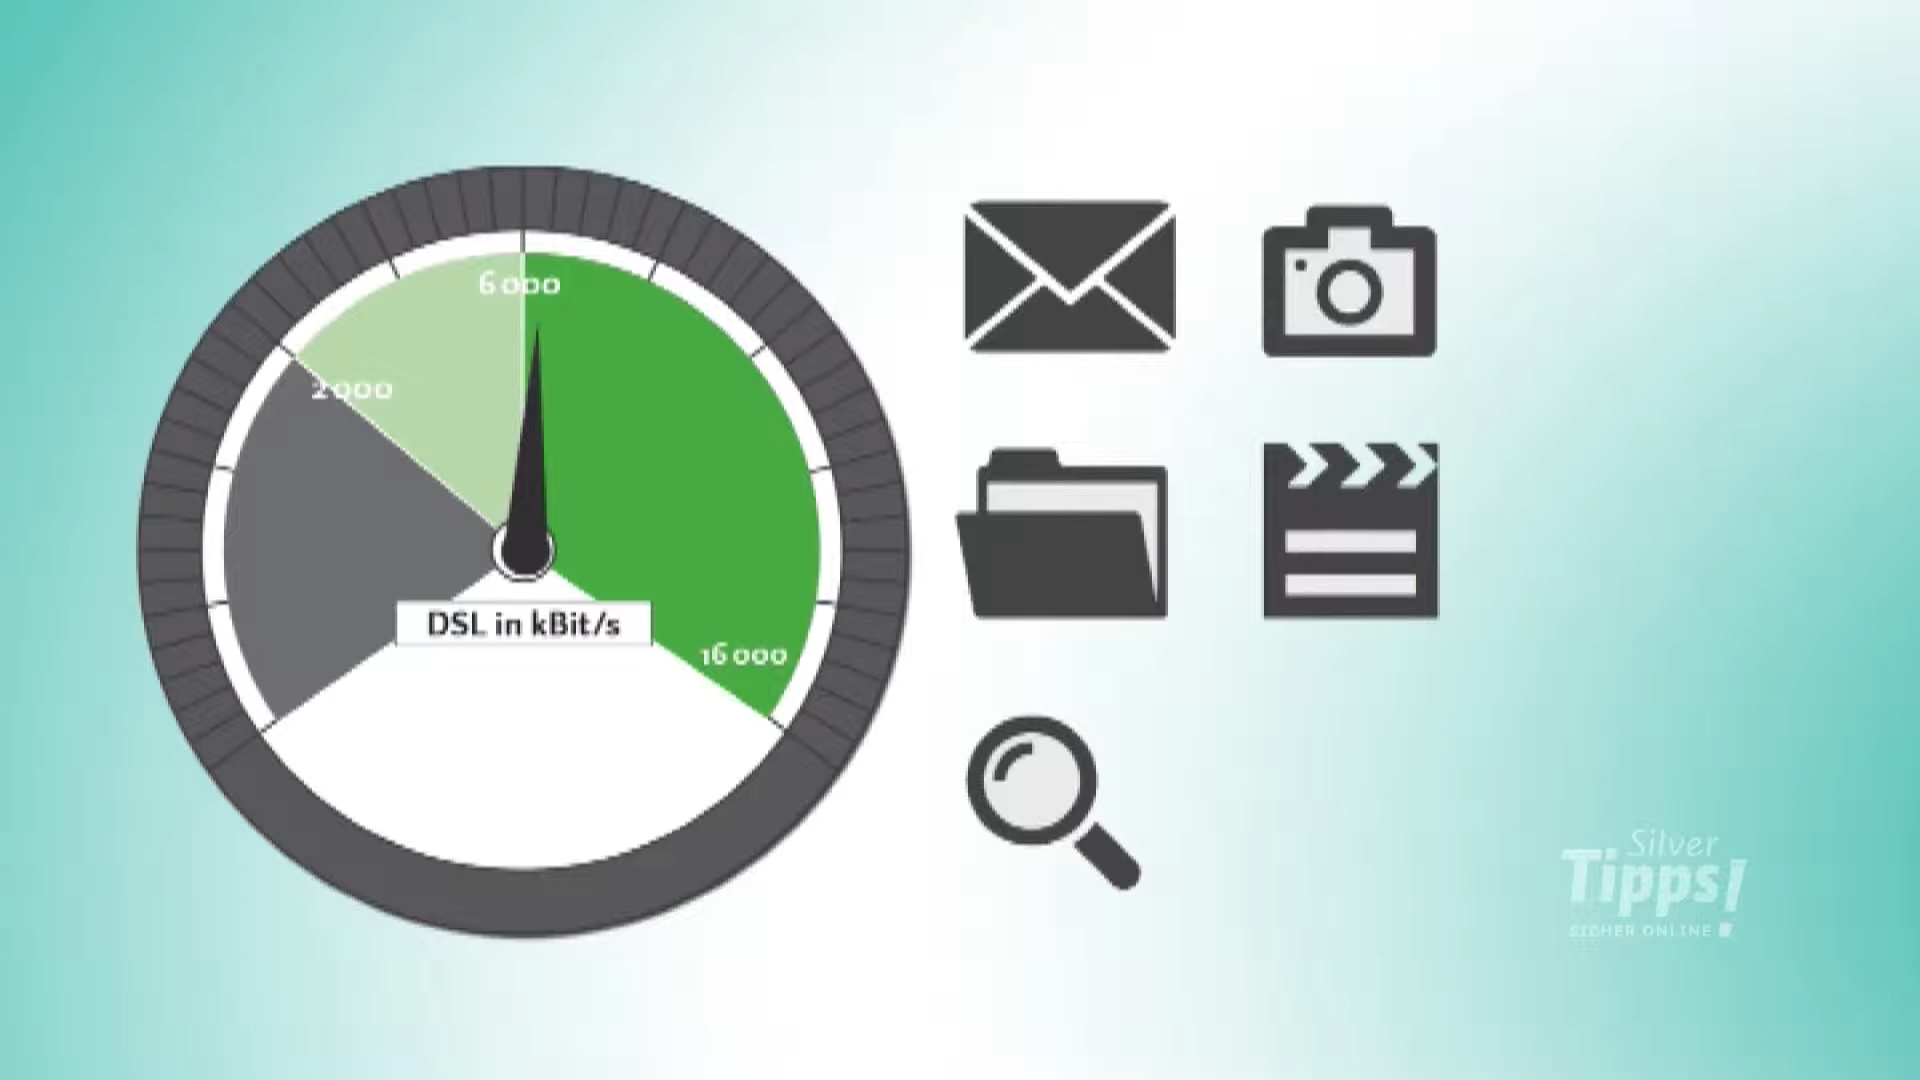 6 000
2 000
DSL in kBit/s
16 000
Silver
Tipps!
SICHER ONLINE